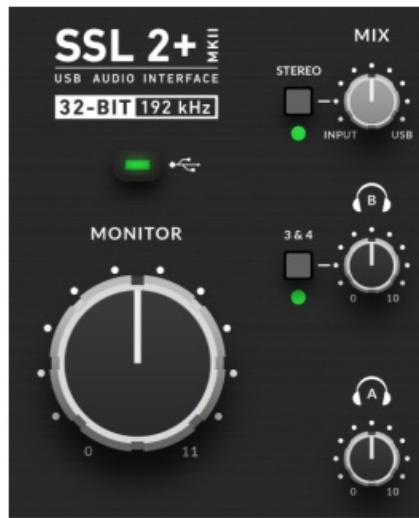 SSL 2+ MKII
MIX
USB AUDIO INTERFACE
32-BIT 192 kHz
STEREO
INPUT USB
MONITOR
B
3 & 4
0 10
A
0 11
0 10